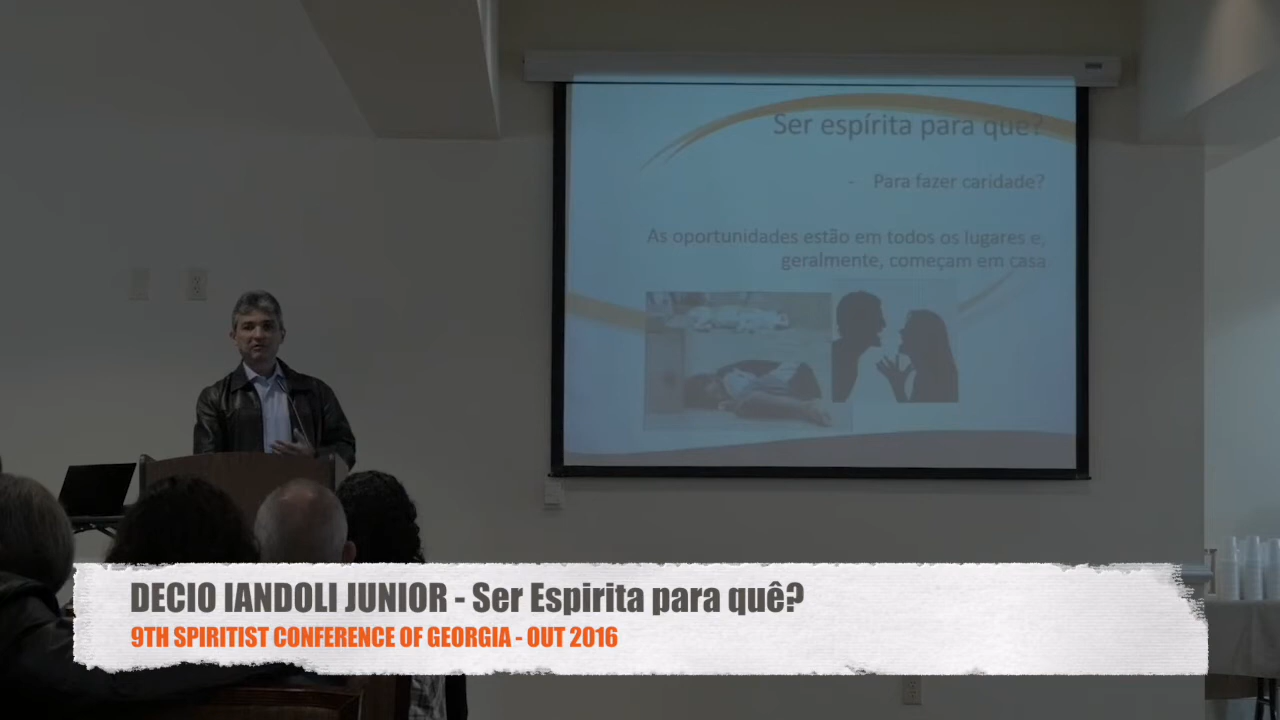 Ser espírita para que?
- Para fazer caridade?
As oportunidades estão em todos os lugares e,
geralmente, começam em casa
DECIO IANDOLI JUNIOR - Ser Espirita para quê?
9TH SPIRITIST CONFERENCE OF GEORGIA - OUT 2016